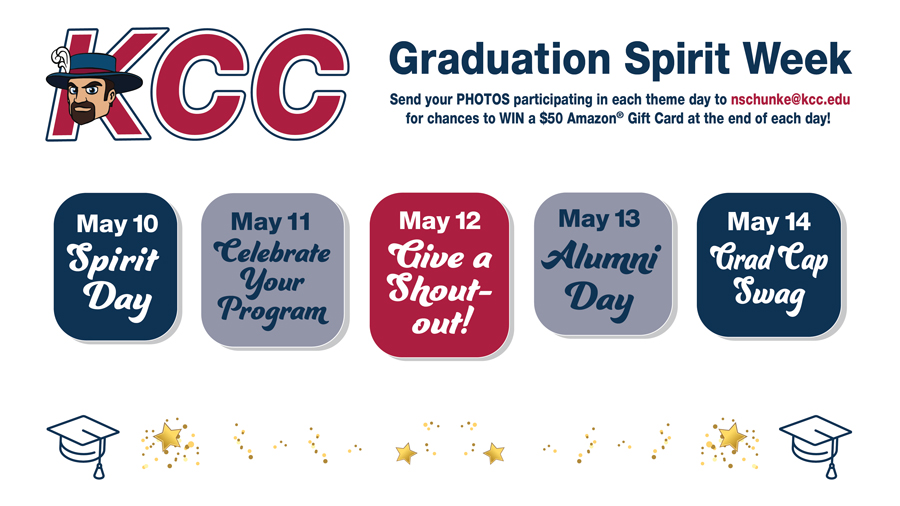 KCC
Graduation Spirit Week
Send your PHOTOS participating in each theme day to nschunke@kcc.edu
for chances to WIN a $50 Amazon® Gift Card at the end of each day!
May 10
Spirit
Day
May 11
Celebrate
Your
Program
May 12
Give a
Shout-
out!
May 13
Alumni
Day
May 14
Grad Cap
Swag